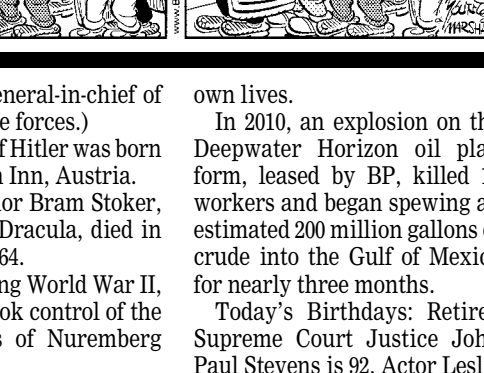 eneral-in-chief of
e forces.)
f Hitler was born
Inn, Austria.
or Bram Stoker,
Dracula, died in
64.
ng World War II,
ok control of the
s of Nuremberg
own lives.
In 2010, an explosion on th
Deepwater Horizon oil pla
form, leased by BP, killed 1
workers and began spewing a
estimated 200 million gallons
crude into the Gulf of Mexic
for nearly three months.
Today's Birthdays: Retire
Supreme Court Justice Joh
Paul Stevens is 92. Actor Lesl